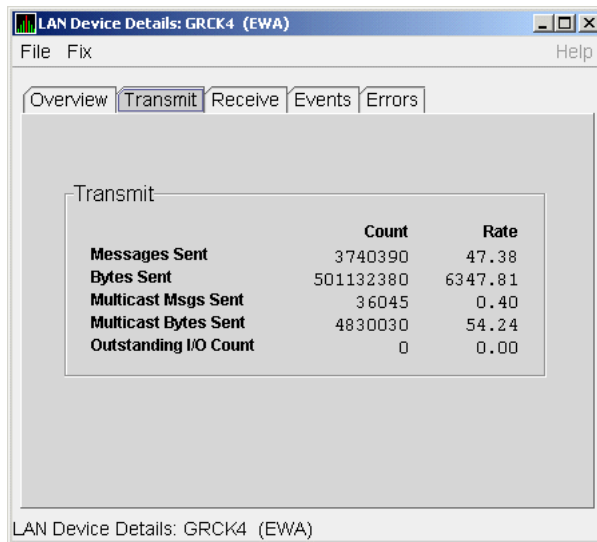 LAN Device Details: GRCK4 (EWA)
File Fix Help
Overview Transmit Receive Events Errors
Transmit
Count Rate
Messages Sent 3740390 47.38
Bytes Sent 501132380 6347.81
Multicast Msgs Sent 36045 0.40
Multicast Bytes Sent 4830030 54.24
Outstanding I/O Count 0 0.00
LAN Device Details: GRCK4 (EWA)